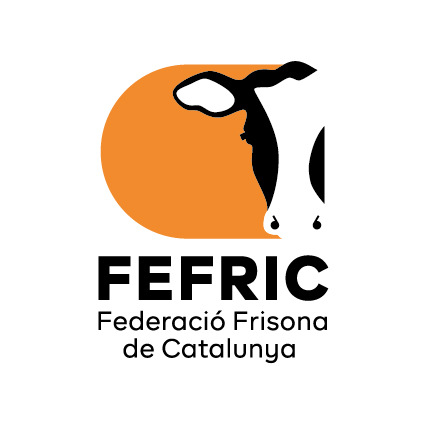 FEFRIC
Federació Frisona
de Catalunya